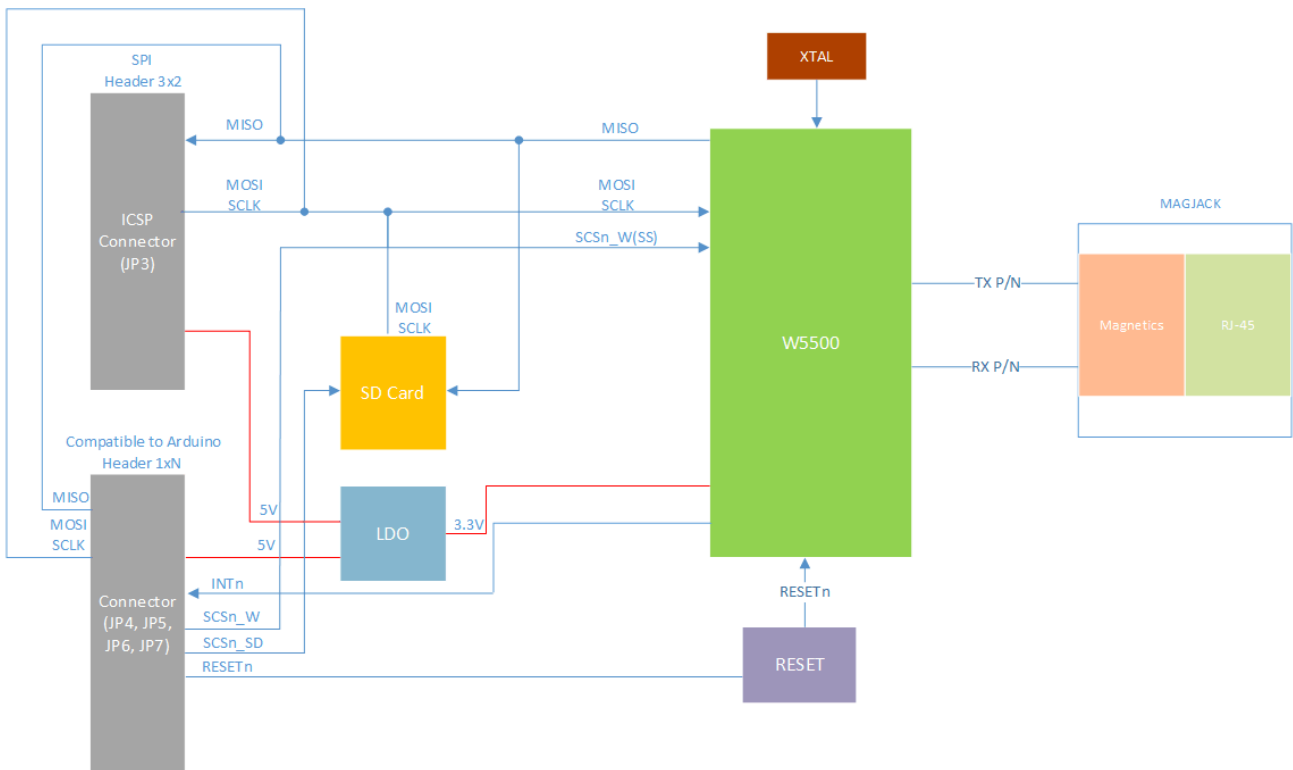 XTAL
SPI
Header 3x2
MISO
MISO
MOSI
SCLK
MOSI
SCLK
MAGJACK
ICSP
Connector
(JP3)
SCSn_W(SS)
TX P/N
MOSI
SCLK
Magnetics
RJ-45
W5500
RX P/N
SD Card
Compatible to Arduino
Header 1xN
MISO
MOSI
SCLK
5V
5V
LDO
3.3V
INTn
RESETn
Connector
(JP4, JP5,
JP6, JP7)
SCSn_W
SCSn_SD
RESETn
RESET